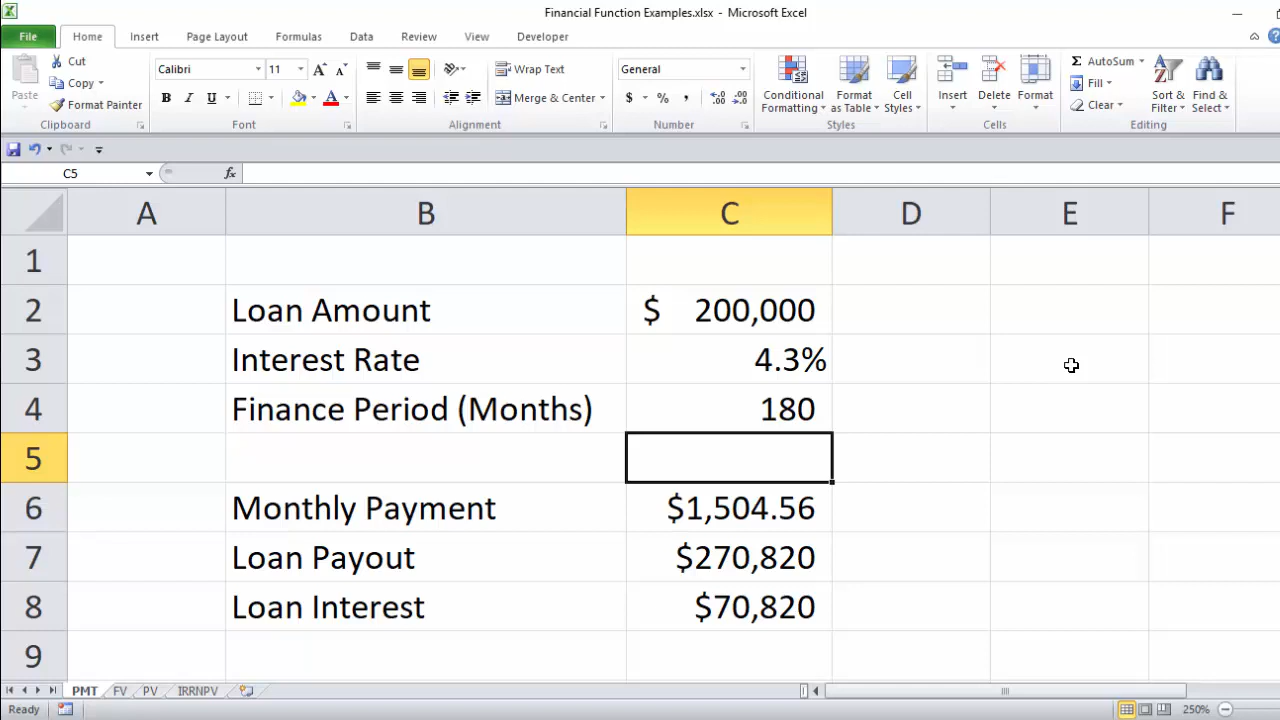 Financial Function Examples.xlsx - Microsoft Excel
File Home Insert Page Layout Formulas Data Review View Developer
Paste
Cut
Copy
Format Painter
Clipboard
Calibri 11 A A
B I U A
Font
Wrap Text
Merge & Center
Alignment
General
$ % , .0 .00 .00 .0
Number
Conditional Formatting
Format as Table
Cell Styles
Styles
Insert
Delete
Format
Cells
Σ AutoSum
Fill
Clear
Sort & Filter
Find & Select
Editing
C5 fx
A B C D E F
1
2 Loan Amount $ 200,000
3 Interest Rate 4.3%
4 Finance Period (Months) 180
5
6 Monthly Payment $1,504.56
7 Loan Payout $270,820
8 Loan Interest $70,820
9
PMT FV PV IRRNPV
Ready 250%